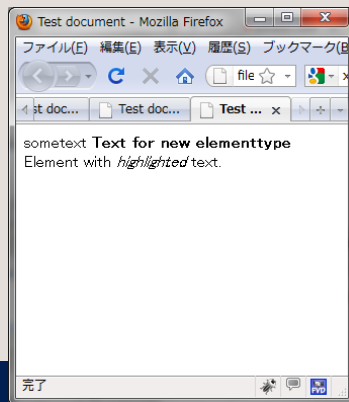 Test document - Mozilla Firefox
ファイル(F) 編集(E) 表示(V) 履歴(S) ブックマーク(B
file
st doc... Test doc... Test ... x
sometext Text for new elementtype
Element with highlighted text.
完了
FVD